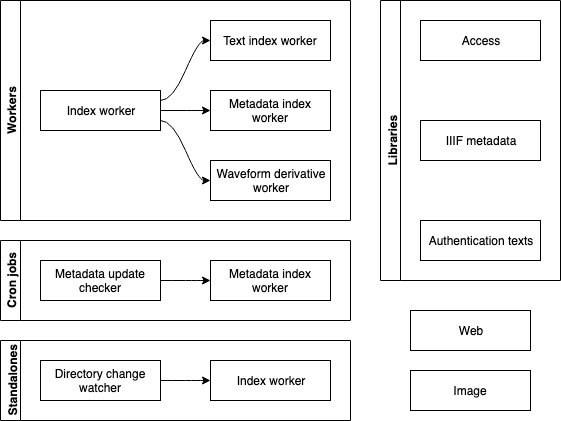 Workers
Text index worker
Index worker
Metadata index
worker
Waveform derivative
worker
Cron jobs
Metadata update
checker
Metadata index
worker
Standalones
Directory change
watcher
Index worker
Libraries
Access
IIIF metadata
Authentication texts
Web
Image